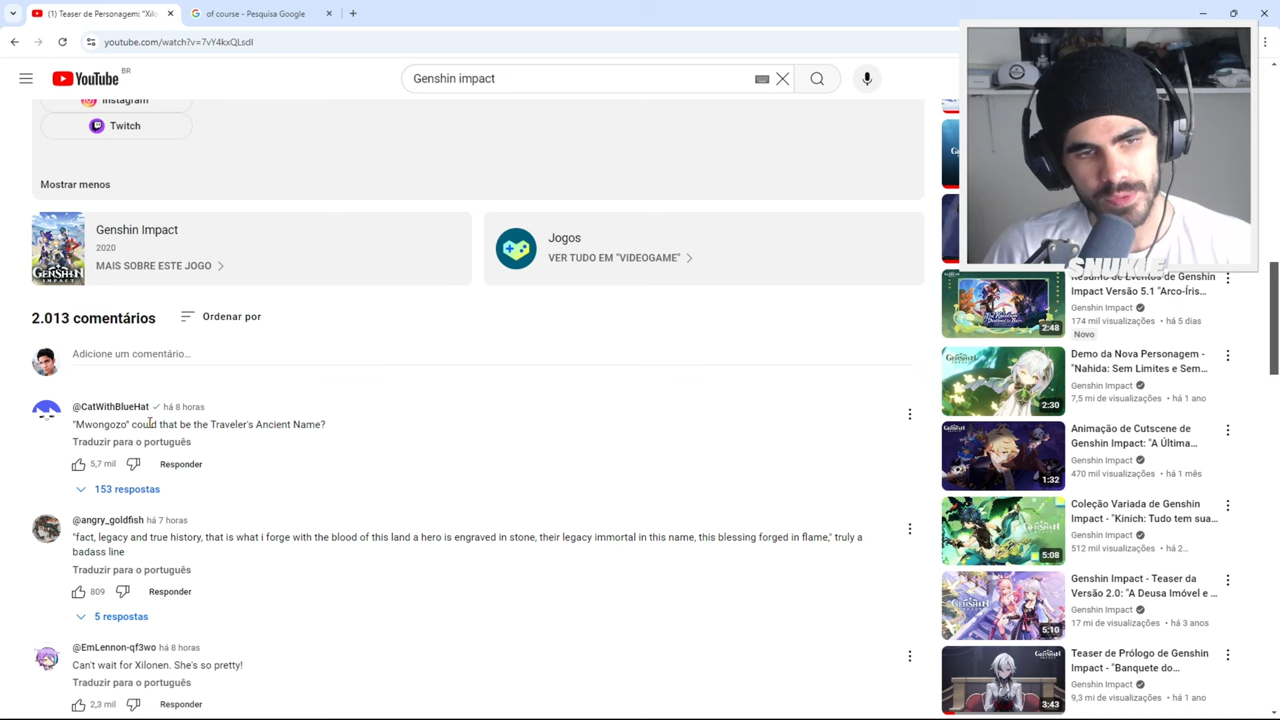 (1) Teaser de Personagem: "Xilo
of course - Pesquisa Google
youtube.com/watch?v=7vY4kxQLsdI
YouTube BR
Genshin impact
Instagram
Twitch
Mostrar menos
Genshin Impact
2020
MAIS SOBRE ESTE JOGO
Jogos
VER TUDO EM "VIDEOGAME"
2.013 comentários
Ordenar por
Adicione um comentário...
@CatWithBlueHat há 8 horas
"Mwongozo" could that be the Traveler's Ancient Name?
Traduzir para o português
5,7 mil
Responder
153 respostas
@angry_goldfish há 7 horas
"fact, legacy and true history, that is what i forge with the names of this land a hero is engraved in stone, their legacy immortal in this name, this blessing forged in flame," truly a
badass line
Traduzir para o português
809
Responder
5 respostas
@EmLennon-qf3wo há 8 horas
Can't wait for Xilonen. She's so pretty!
Traduzir para o português
2,3 mil
Responder
Resumo de Eventos de Genshin
Impact Versão 5.1 "Arco-Íris...
Genshin Impact
174 mil visualizações • há 5 dias
Novo
2:48
Demo da Nova Personagem -
"Nahida: Sem Limites e Sem...
Genshin Impact
7,5 mi de visualizações • há 1 ano
2:30
Animação de Cutscene de
Genshin Impact: "A Última...
Genshin Impact
470 mil visualizações • há 1 mês
1:32
Coleção Variada de Genshin
Impact - "Kinich: Tudo tem sua...
Genshin Impact
512 mil visualizações • há 2...
5:08
Genshin Impact - Teaser da
Versão 2.0: "A Deusa Imóvel e ...
Genshin Impact
17 mi de visualizações • há 3 anos
5:10
Teaser de Prólogo de Genshin
Impact - "Banquete do...
Genshin Impact
9,3 mi de visualizações • há 1 ano
3:43